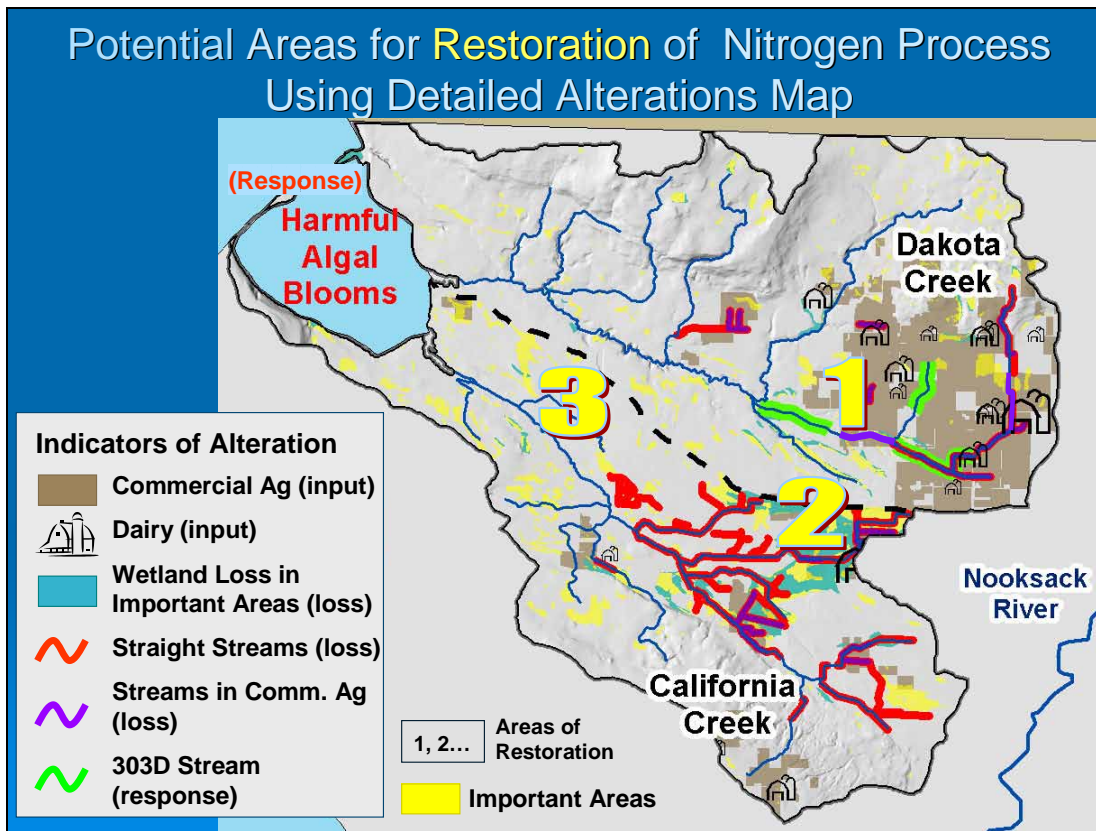 Potential Areas for Restoration of Nitrogen Process
Using Detailed Alterations Map
(Response)
Harmful
Algal
Blooms
Dakota
Creek
1
3
2
Nooksack
River
California
Creek
Indicators of Alteration
Commercial Ag (input)
Dairy (input)
Wetland Loss in
Important Areas (loss)
Straight Streams (loss)
Streams in Comm. Ag
(loss)
303D Stream
(response)
1, 2...
Areas of
Restoration
Important Areas